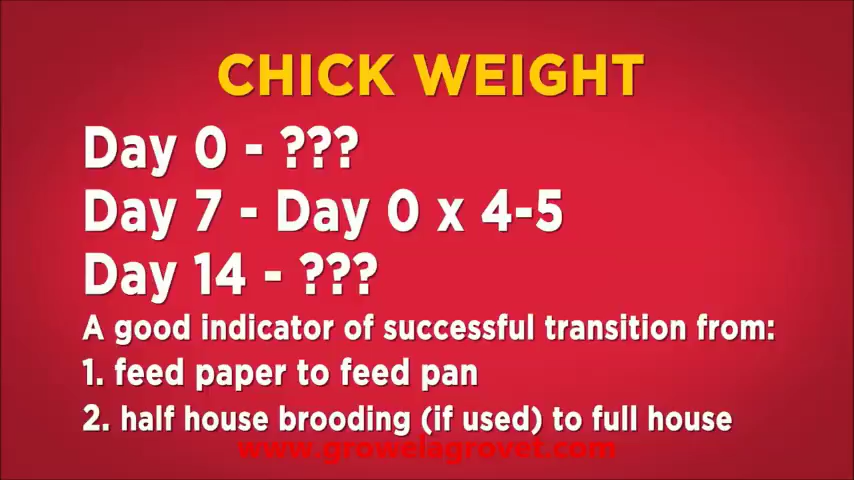 CHICK WEIGHT
Day 0 - ???
Day 7 - Day 0 x 4-5
Day 14 - ???
A good indicator of successful transition from:
1. feed paper to feed pan
2. half house brooding (if used) to full house
www.growelagrovet.com